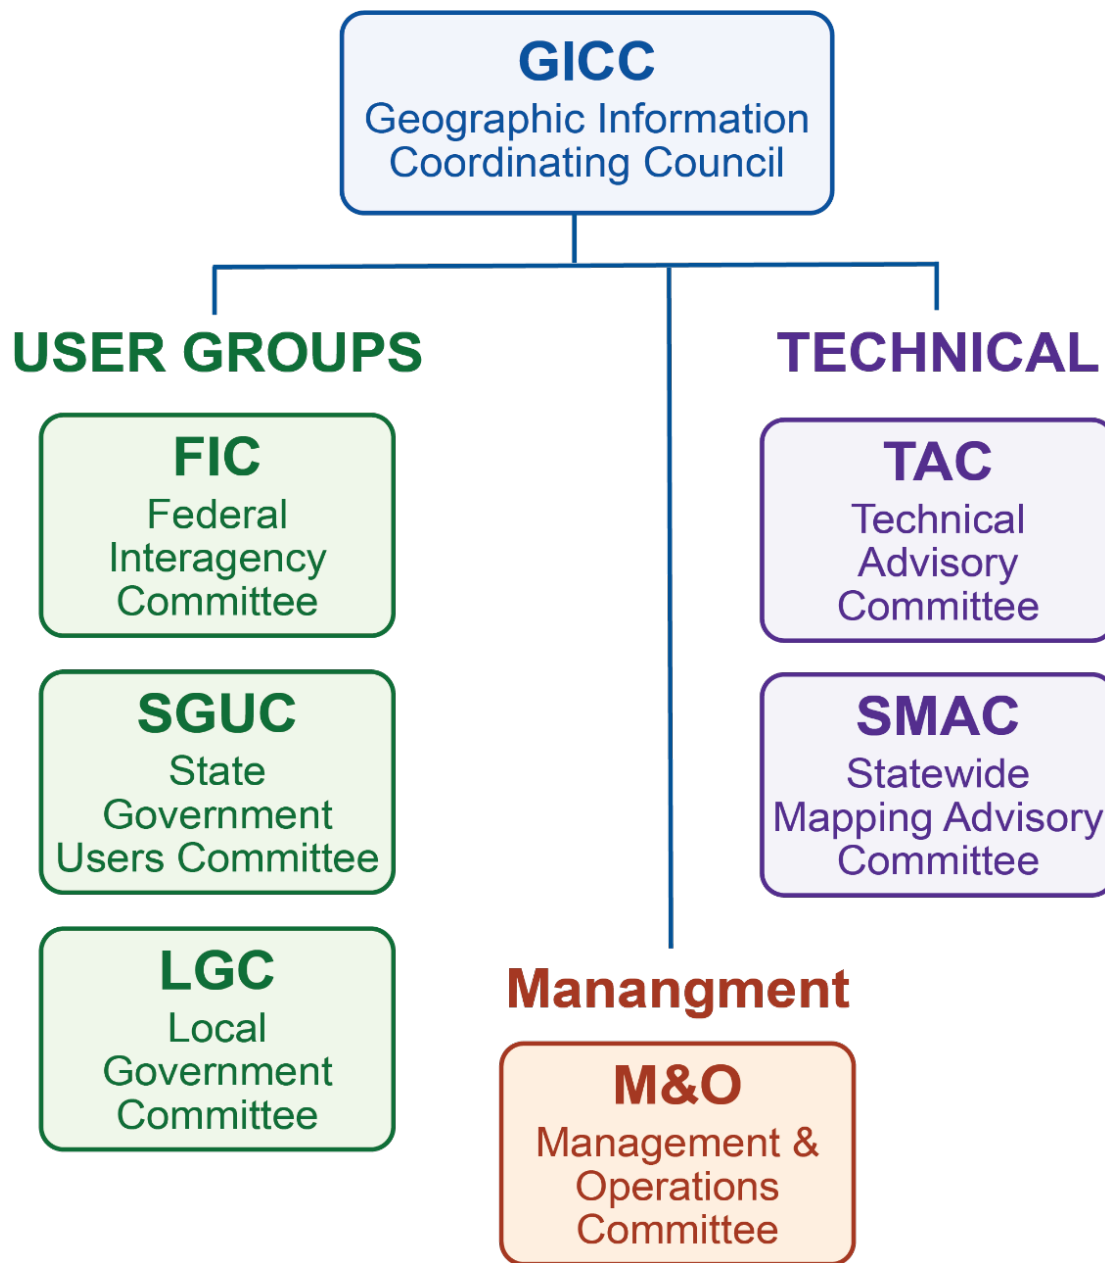 GICC
Geographic Information
Coordinating Council
USER GROUPS
FIC
Federal
Interagency
Committee
SGUC
State
Government
Users Committee
LGC
Local
Government
Committee
TECHNICAL
TAC
Technical
Advisory
Committee
SMAC
Statewide
Mapping Advisory
Committee
Manangment
M&O
Management &
Operations
Committee